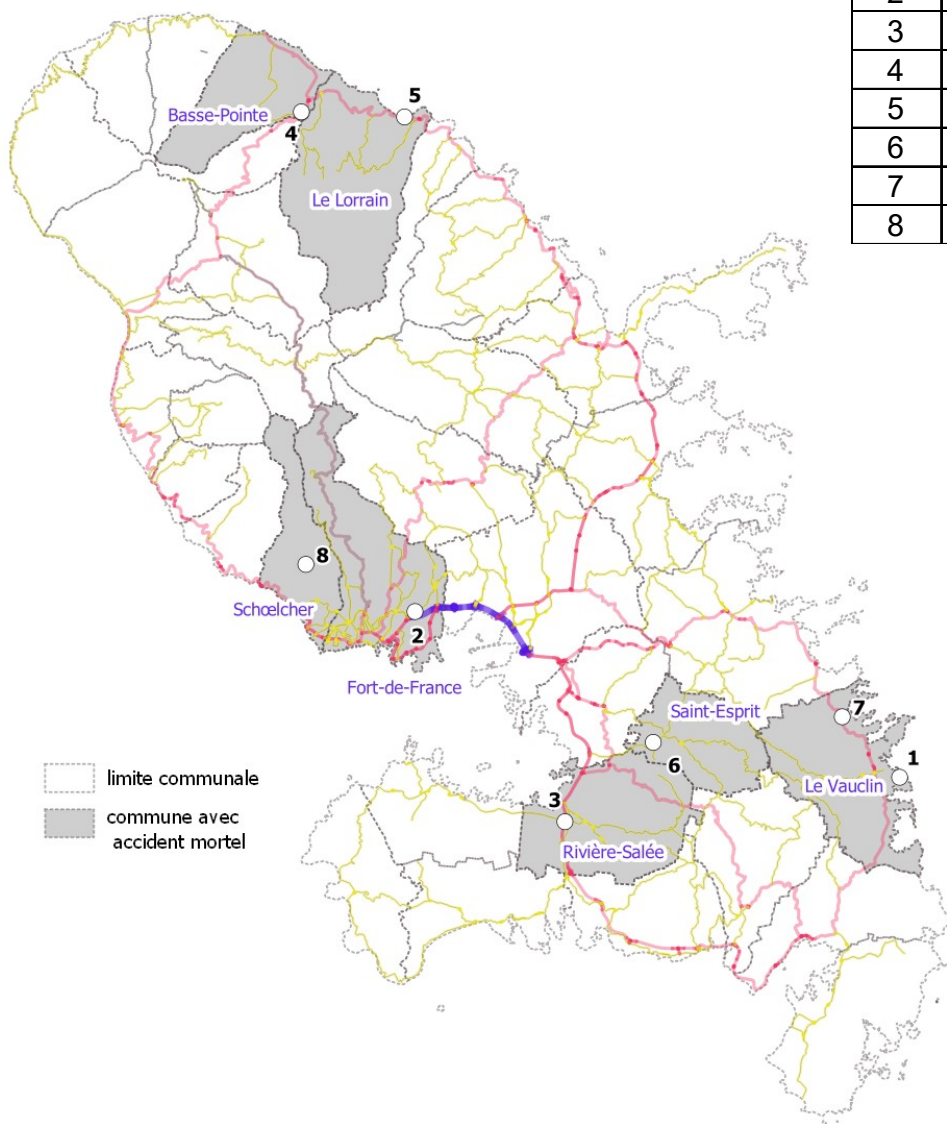 3
4
5
6
7
8
5
Basse-Pointe
4
Le Lorrain
8
Schœlcher
2
Fort-de-France
Saint-Esprit
7
6
1
Le Vauclin
3
Rivière-Salée
limite communale
commune avec
accident mortel